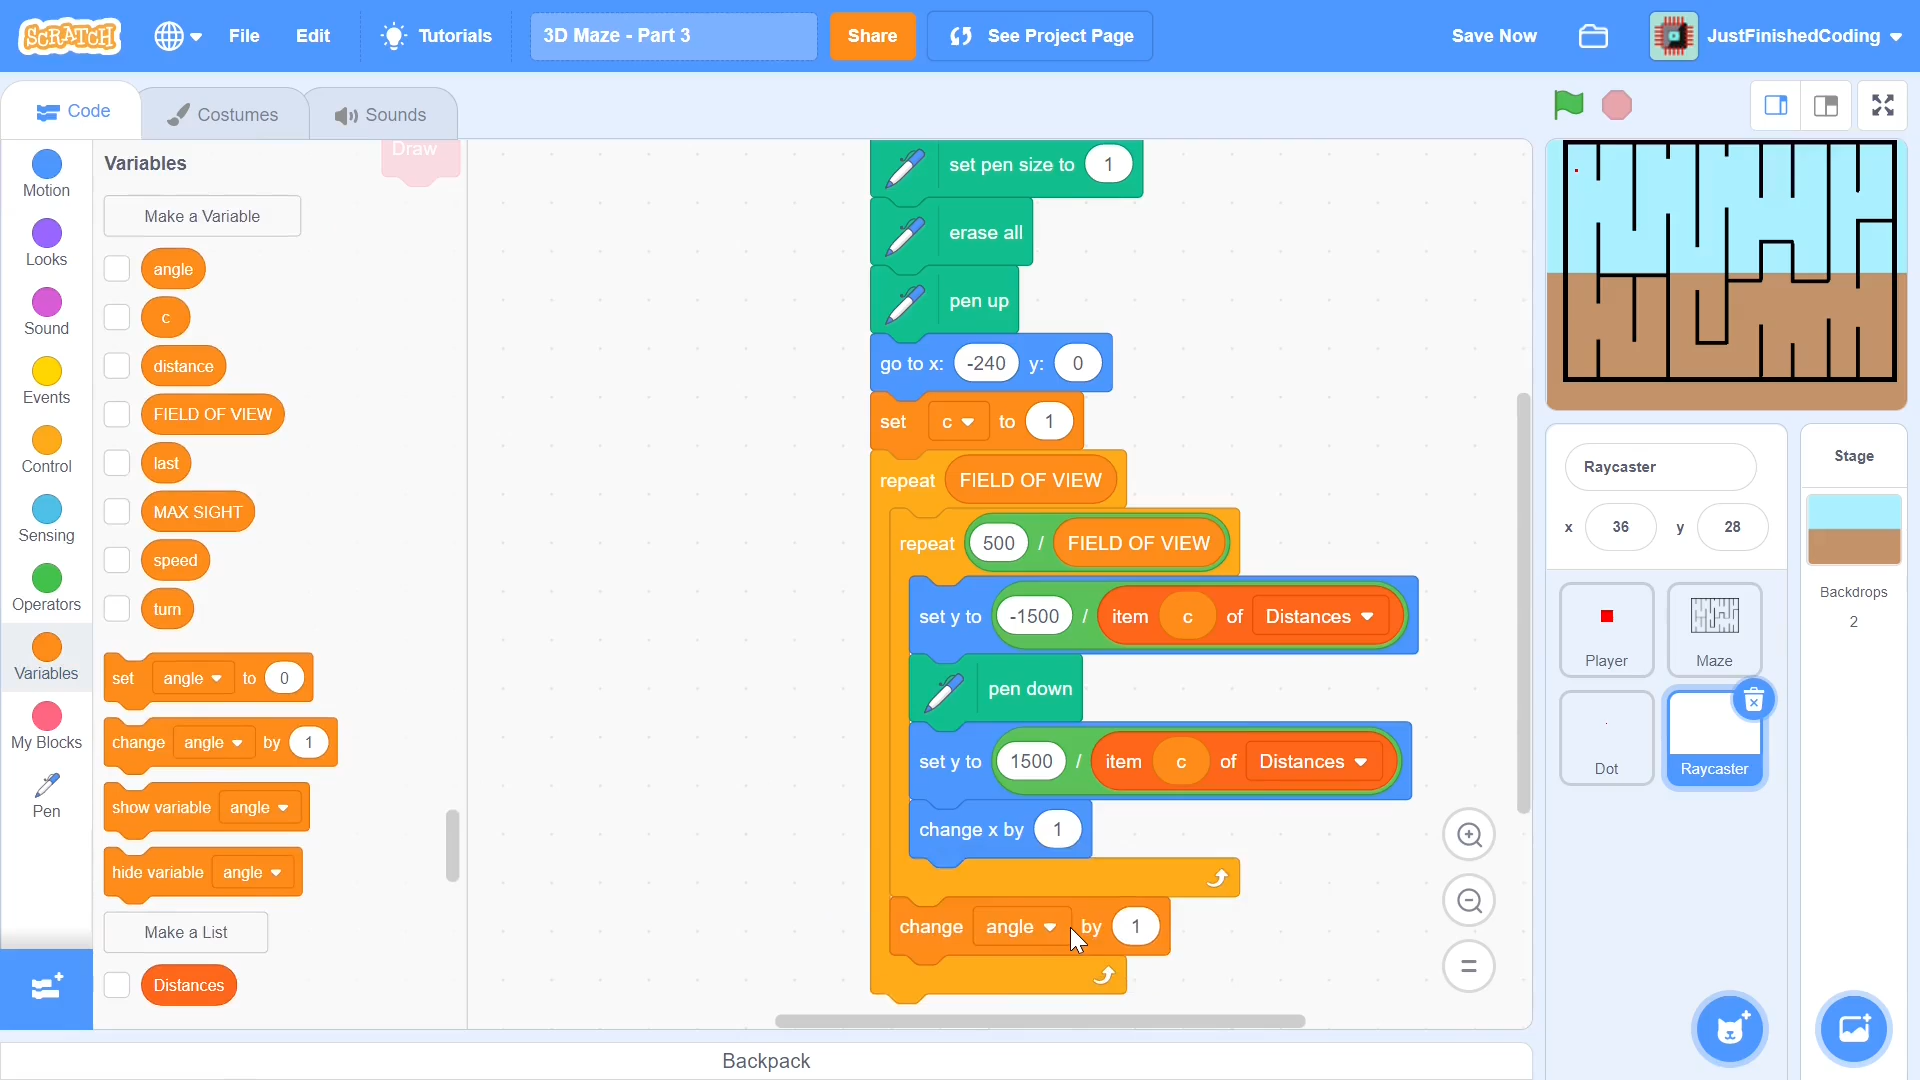 SCRATCH
File
Edit
Tutorials
3D Maze - Part 3
Share
See Project Page
Save Now
JustFinishedCoding
Code
Costumes
Sounds
Motion
Looks
Sound
Events
Control
Sensing
Operators
Variables
My Blocks
Pen
Variables
Draw
Make a Variable
angle
c
distance
FIELD OF VIEW
last
MAX SIGHT
speed
turn
set angle to 0
change angle by 1
show variable angle
hide variable angle
Make a List
Distances
set pen size to 1
erase all
pen up
go to x: -240 y: 0
set c to 1
repeat FIELD OF VIEW
repeat 500 / FIELD OF VIEW
set y to -1500 / item c of Distances
pen down
set y to 1500 / item c of Distances
change x by 1
change angle by 1
Raycaster
x 36 y 28
Player
Maze
Dot
Raycaster
Stage
Backdrops
2
Backpack